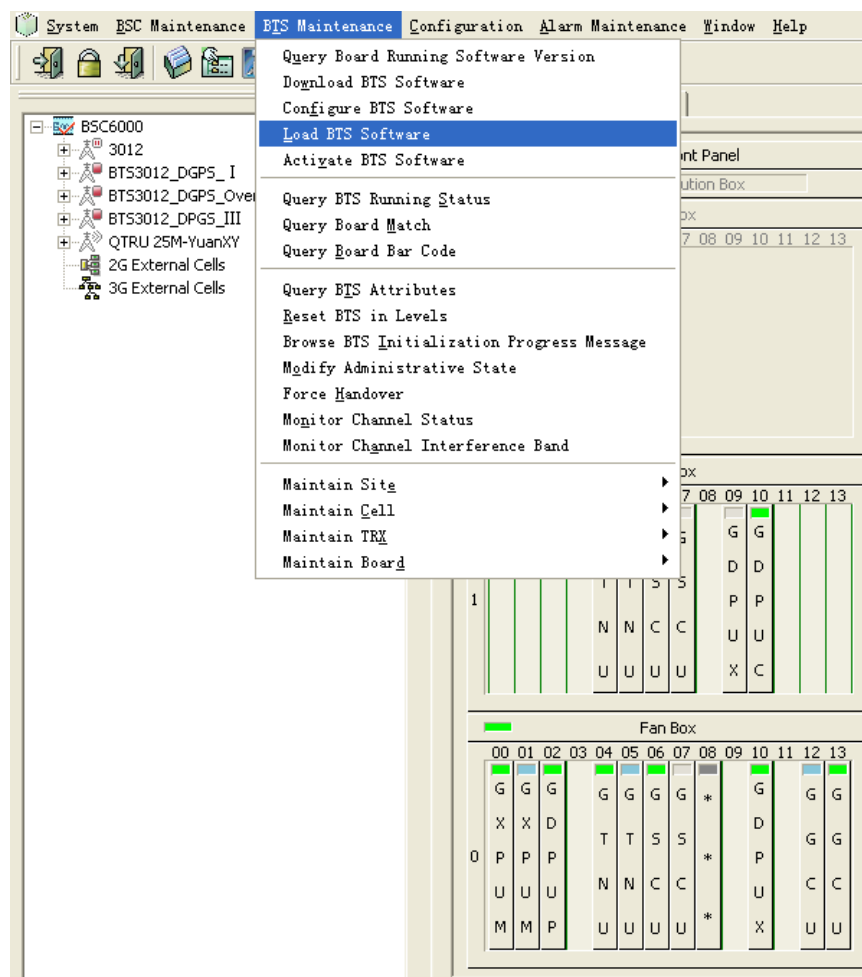 System BSC Maintenance BTS Maintenance Configuration Alarm Maintenance Window Help
Query Board Running Software Version
Download BTS Software
Configure BTS Software
Load BTS Software
Activate BTS Software
Query BTS Running Status
Query Board Match
Query Board Bar Code
Query BTS Attributes
Reset BTS in Levels
Browse BTS Initialization Progress Message
Modify Administrative State
Force Handover
Monitor Channel Status
Monitor Channel Interference Band
Maintain Site
Maintain Cell
Maintain TRX
Maintain Board
BSC6000
3012
BTS3012_DGPS_ I
BTS3012_DGPS_Over
BTS3012_DPGS_III
QTRU 25M-YuanXY
2G External Cells
3G External Cells
nt Panel
ution Box
ox
7 08 09 10 11 12 13
ox
7 08 09 10 11 12 13
G G
D D
T T S S P P
1
N N C C U U
U U U U X C
Fan Box
00 01 02 03 04 05 06 07 08 09 10 11 12 13
G G G G G G G * G G G
X X D T T S S D G G
0 P P P * P
U U U N N C C U C C
M M P U U U U * X U U